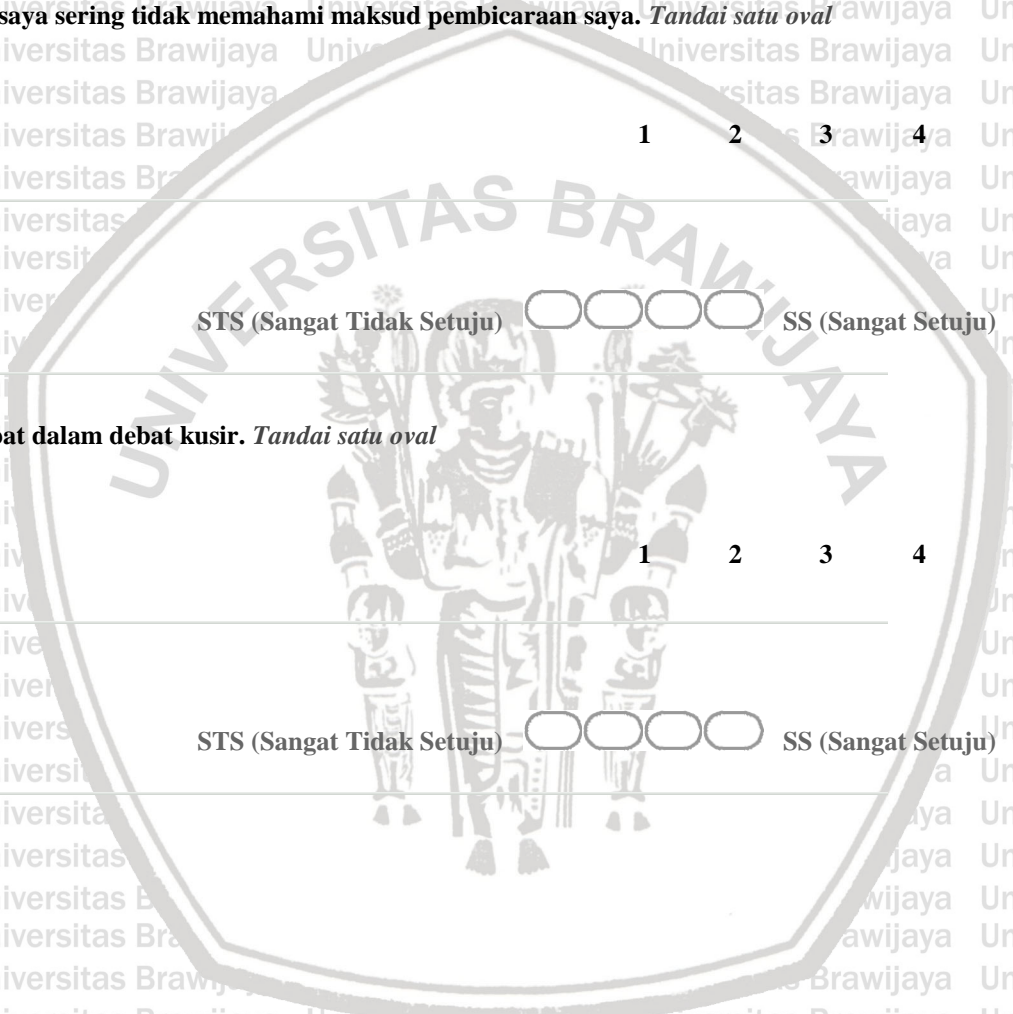 saya sering tidak memahami maksud pembicaraan saya. Tandai satu oval
1 2 3 4
STS (Sangat Tidak Setuju) SS (Sangat Setuju)
dalam debat kusir. Tandai satu oval
1 2 3 4
STS (Sangat Tidak Setuju) SS (Sangat Setuju)
UNIVERSITAS BRAWIJAYA